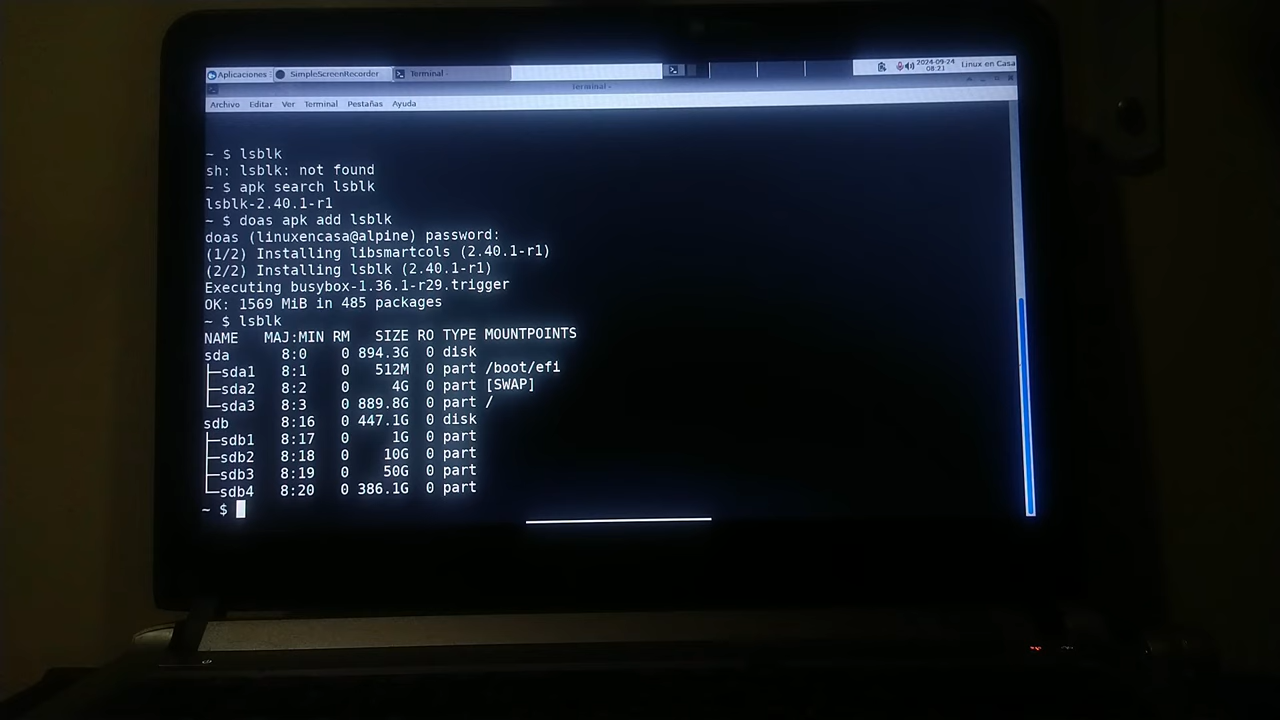 Aplicaciones SimpleScreenRecorder Terminal - 2024-09-24 08:21 Linux en Casa
Terminal -
Archivo Editar Ver Terminal Pestañas Ayuda
~ $ lsblk
sh: lsblk: not found
~ $ apk search lsblk
lsblk-2.40.1-r1
~ $ doas apk add lsblk
doas (linuxencasa@alpine) password:
(1/2) Installing libsmartcols (2.40.1-r1)
(2/2) Installing lsblk (2.40.1-r1)
Executing busybox-1.36.1-r29.trigger
OK: 1569 MiB in 485 packages
~ $ lsblk
NAME MAJ:MIN RM SIZE RO TYPE MOUNTPOINTS
sda 8:0 0 894.3G 0 disk
├─sda1 8:1 0 512M 0 part /boot/efi
├─sda2 8:2 0 4G 0 part [SWAP]
└─sda3 8:3 0 889.8G 0 part /
sdb 8:16 0 447.1G 0 disk
├─sdb1 8:17 0 1G 0 part
├─sdb2 8:18 0 10G 0 part
├─sdb3 8:19 0 50G 0 part
└─sdb4 8:20 0 386.1G 0 part
~ $